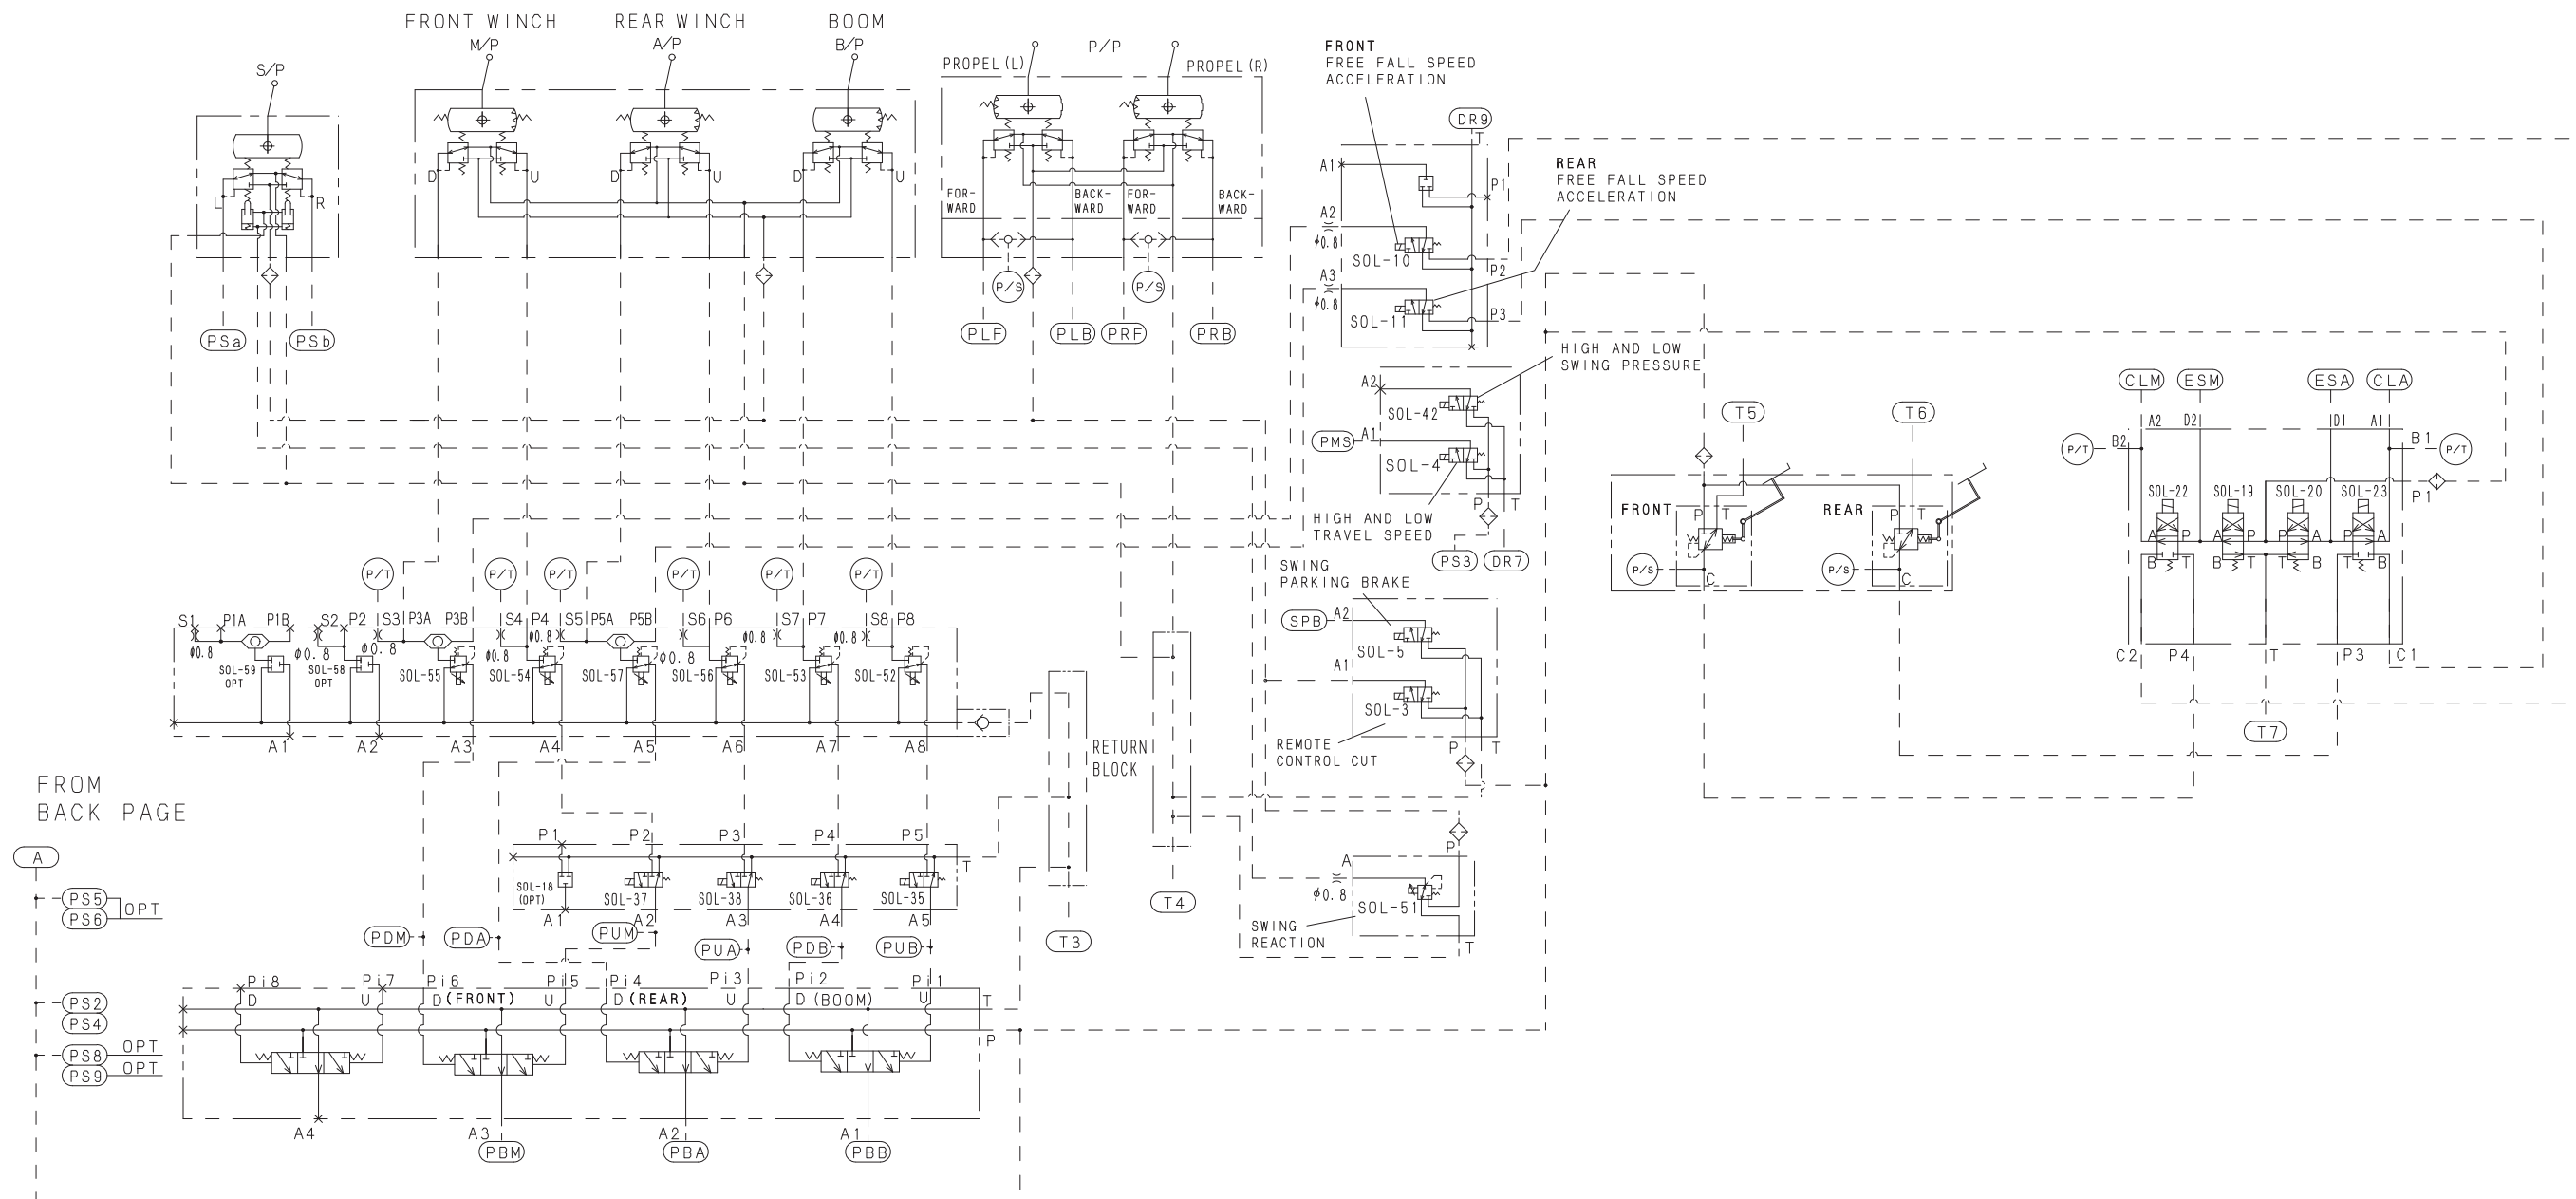 FRONT WINCH
M/P
REAR WINCH
A/P
BOOM
B/P
P/P
PROPEL (L)
PROPEL (R)
S/P
L
R
D
U
D
U
D
U
FOR-
WARD
BACK-
WARD
FOR-
WARD
BACK-
WARD
P/S
P/S
PSa
PSb
PLF
PLB
PRF
PRB
FRONT
FREE FALL SPEED
ACCELERATION
DR9
T
A1
P1
A2
φ0.8
SOL-10
P2
A3
φ0.8
SOL-11
P3
REAR
FREE FALL SPEED
ACCELERATION
HIGH AND LOW
SWING PRESSURE
A2
SOL-42
PMS
A1
SOL-4
P
T
HIGH AND LOW
TRAVEL SPEED
PS3
DR7
SWING
PARKING BRAKE
SPB
A2
SOL-5
A1
SOL-3
REMOTE
CONTROL CUT
P
T
P
A
φ0.8
SOL-51
SWING
REACTION
T
T5
T6
FRONT
P
T
P/S
C
REAR
P
T
P/S
C
CLM
ESM
ESA
CLA
A2
D2
D1
A1
P/T
B2
B1
P/T
P1
SOL-22
SOL-19
SOL-20
SOL-23
A
P
A
P
P
A
P
A
B
T
B
T
T
B
T
B
C2
P4
T
P3
C1
T7
P/T
P/T
P/T
P/T
P/T
P/T
S1
P1A
P1B
S2
P2
S3
P3A
P3B
S4
P4
S5
P5A
P5B
S6
P6
S7
P7
S8
P8
φ0.8
φ0.8
φ0.8
φ0.8
φ0.8
φ0.8
φ0.8
φ0.8
SOL-59
OPT
SOL-58
OPT
SOL-55
SOL-54
SOL-57
SOL-56
SOL-53
SOL-52
A1
A2
A3
A4
A5
A6
A7
A8
RETURN
BLOCK
T3
T4
FROM
BACK PAGE
A
PS5
PS6
OPT
PS2
PS4
PS8
OPT
PS9
OPT
P1
P2
P3
P4
P5
T
SOL-18
(OPT)
SOL-37
SOL-38
SOL-36
SOL-35
A1
A2
A3
A4
A5
PDM
PDA
PUM
PUA
PDB
PUB
Pi8
Pi7
Pi6
Pi5
Pi4
Pi3
Pi2
Pi1
D
U
D (FRONT)
U
D (REAR)
U
D (BOOM)
U
T
P
A4
A3
A2
A1
PBM
PBA
PBB